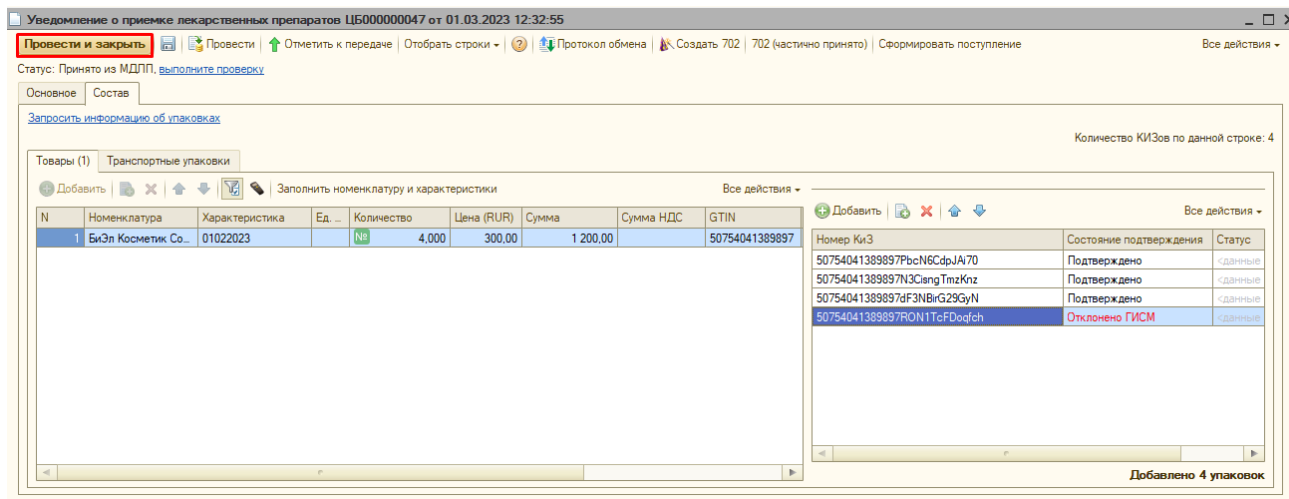 Уведомление о приемке лекарственных препаратов ЦБ000000047 от 01.03.2023 12:32:55
Провести и закрыть Провести Отметить к передаче Отобрать строки Протокол обмена Создать 702 702 (частично принято) Сформировать поступление Все действия
Статус: Принято из МДЛП, выполните проверку
Основное Состав
Запросить информацию об упаковках
Количество КИЗов по данной строке: 4
Товары (1) Транспортные упаковки
Добавить Заполнить номенклатуру и характеристики Все действия
Добавить Все действия
N Номенклатура Характеристика Ед. ... Количество Цена (RUR) Сумма Сумма НДС GTIN
1 БиЭл Косметик Со... 01022023 № 4,000 300,00 1 200,00 50754041389897
Номер КиЗ Состояние подтверждения Статус
50754041389897PbcN6CdpJAi70 Подтверждено <данные
50754041389897N3CisngTmzKnz Подтверждено <данные
50754041389897dF3NBirG29GyN Подтверждено <данные
50754041389897RON1TcFDoqfch Отклонено ГИСМ <данные
Добавлено 4 упаковок